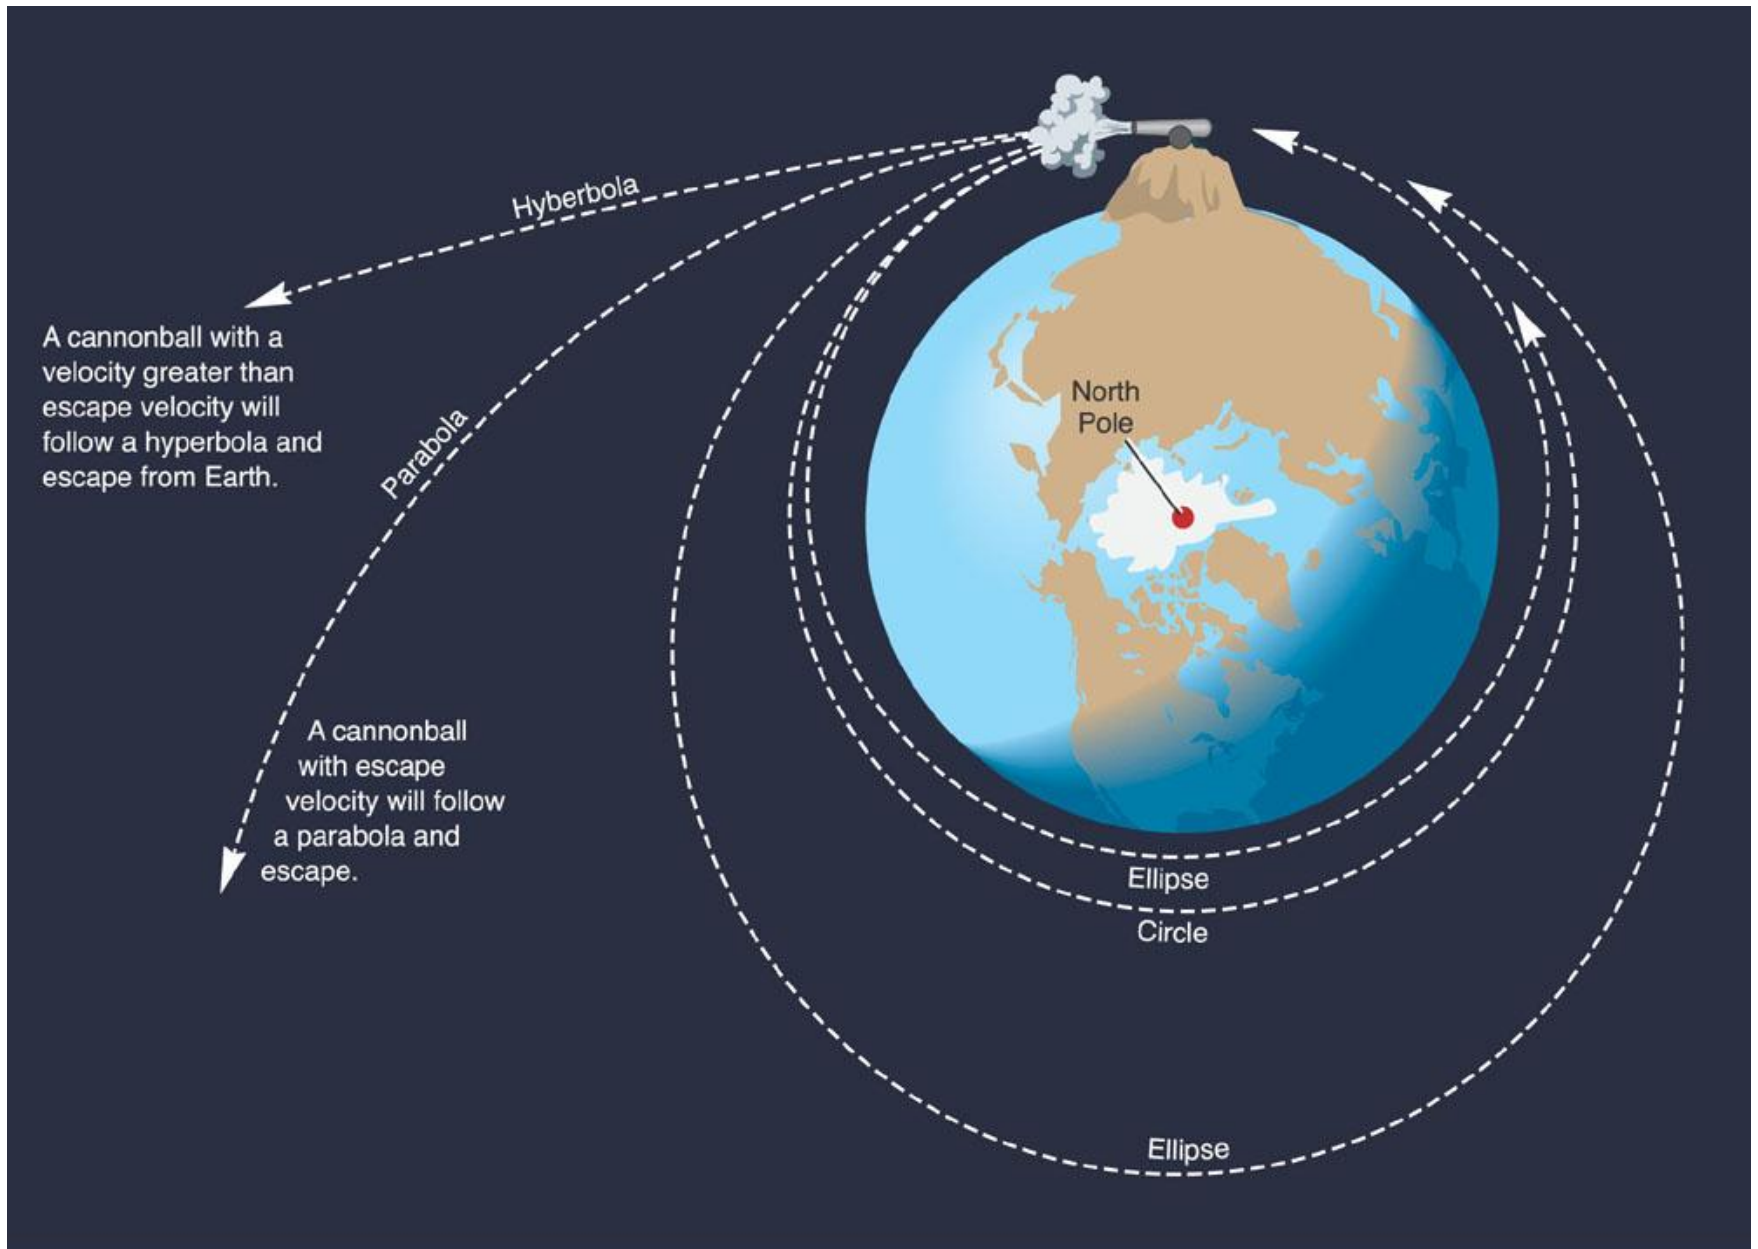 Hyberbola
A cannonball with a
velocity greater than
escape velocity will
follow a hyperbola and
escape from Earth.
Parabola
North
Pole
A cannonball
with escape
velocity will follow
a parabola and
escape.
Ellipse
Circle
Ellipse